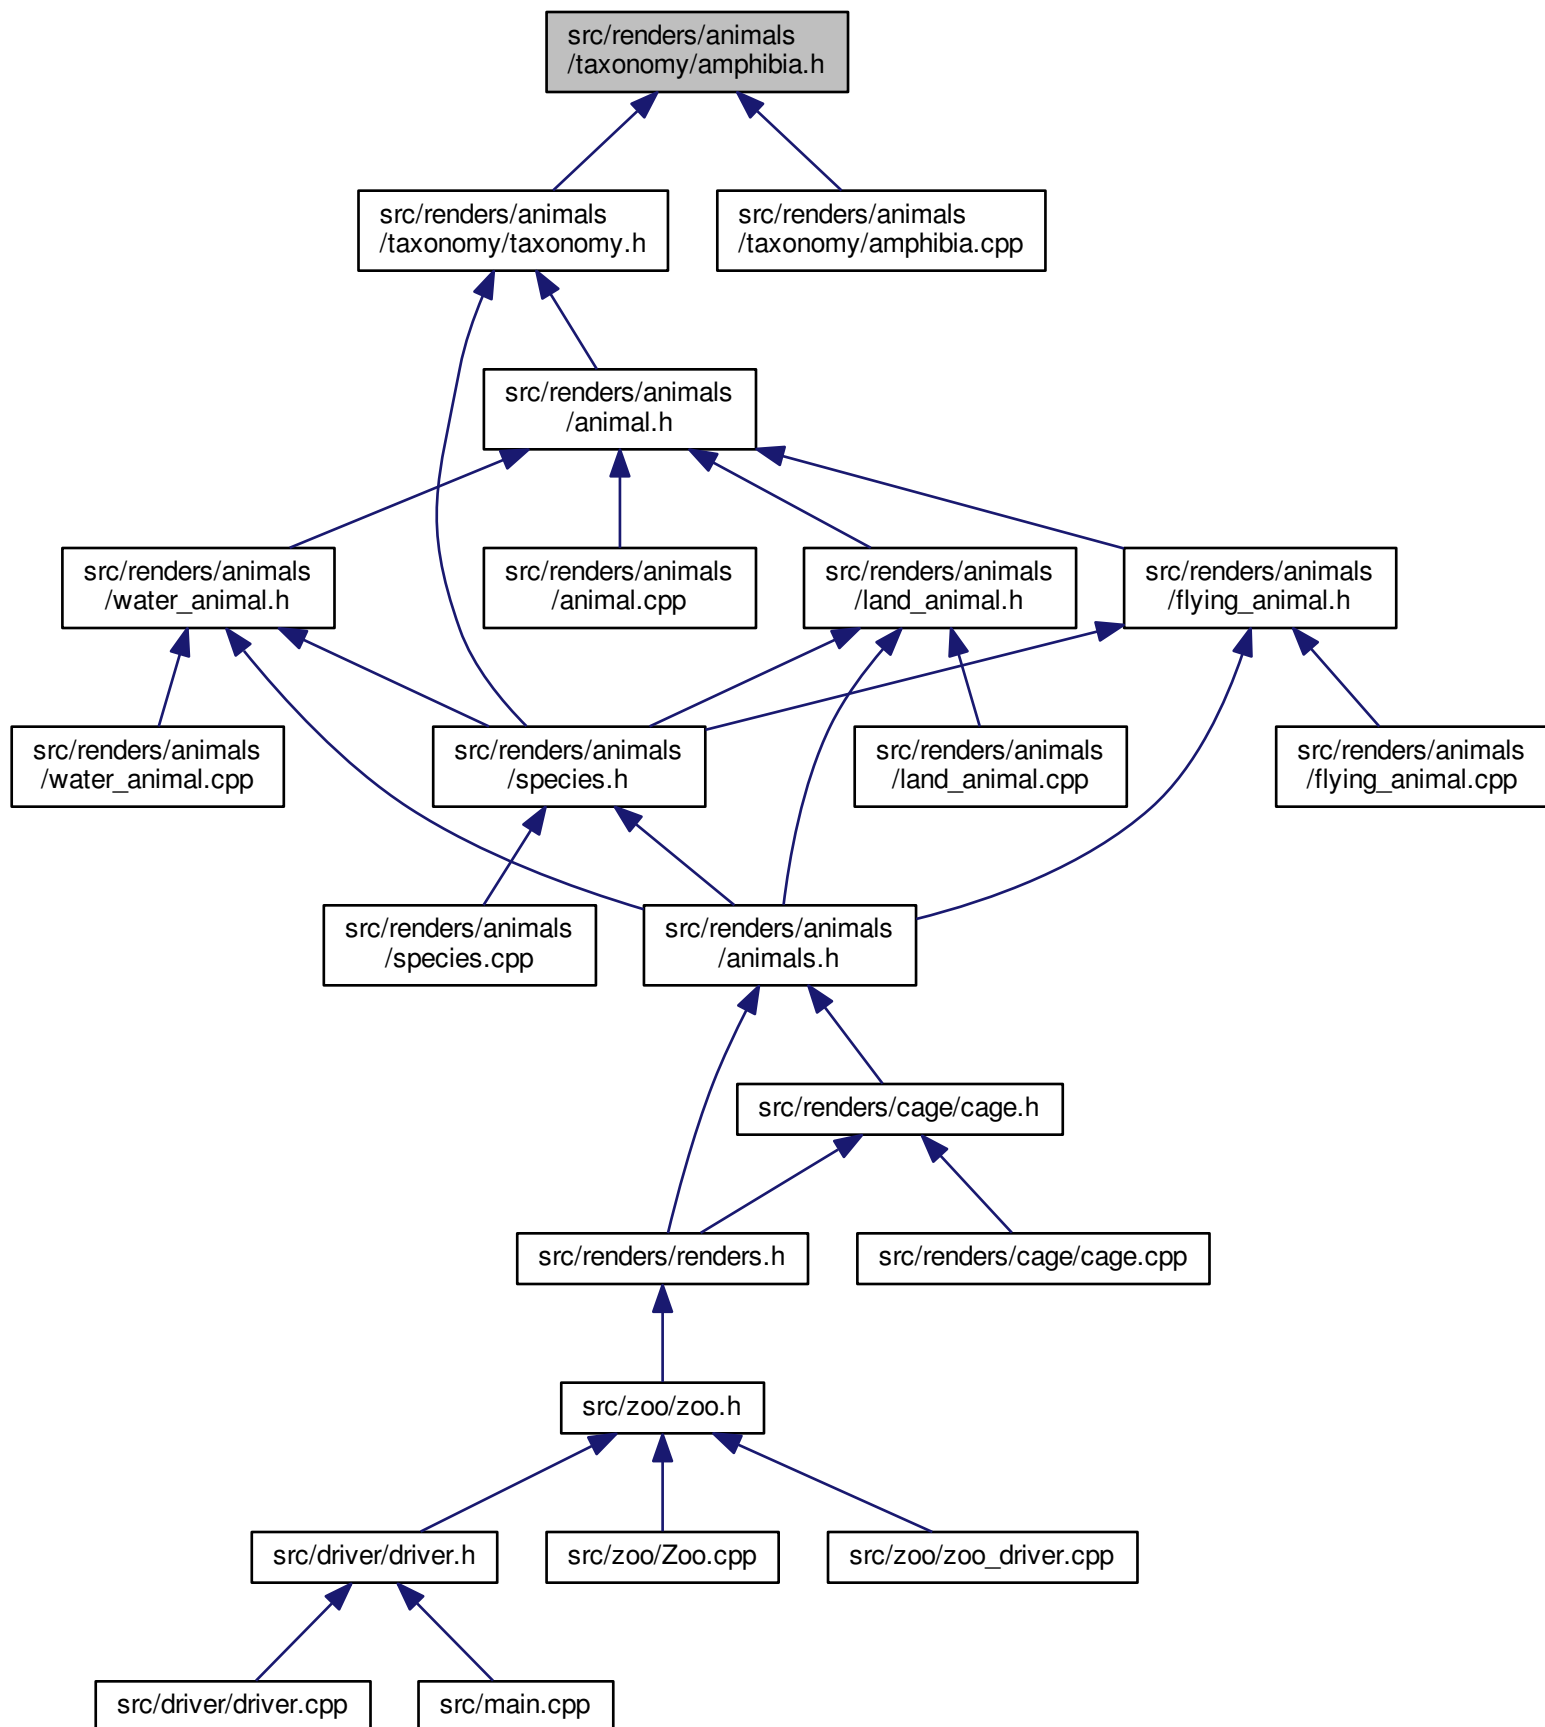 src/renders/animals
/taxonomy/amphibia.h
src/renders/animals
/taxonomy/taxonomy.h
src/renders/animals
/taxonomy/amphibia.cpp
src/renders/animals
/animal.h
src/renders/animals
/water_animal.h
src/renders/animals
/animal.cpp
src/renders/animals
/land_animal.h
src/renders/animals
/flying_animal.h
src/renders/animals
/water_animal.cpp
src/renders/animals
/species.h
src/renders/animals
/land_animal.cpp
src/renders/animals
/flying_animal.cpp
src/renders/animals
/species.cpp
src/renders/animals
/animals.h
src/renders/cage/cage.h
src/renders/renders.h
src/renders/cage/cage.cpp
src/zoo/zoo.h
src/driver/driver.h
src/zoo/Zoo.cpp
src/zoo/zoo_driver.cpp
src/driver/driver.cpp
src/main.cpp